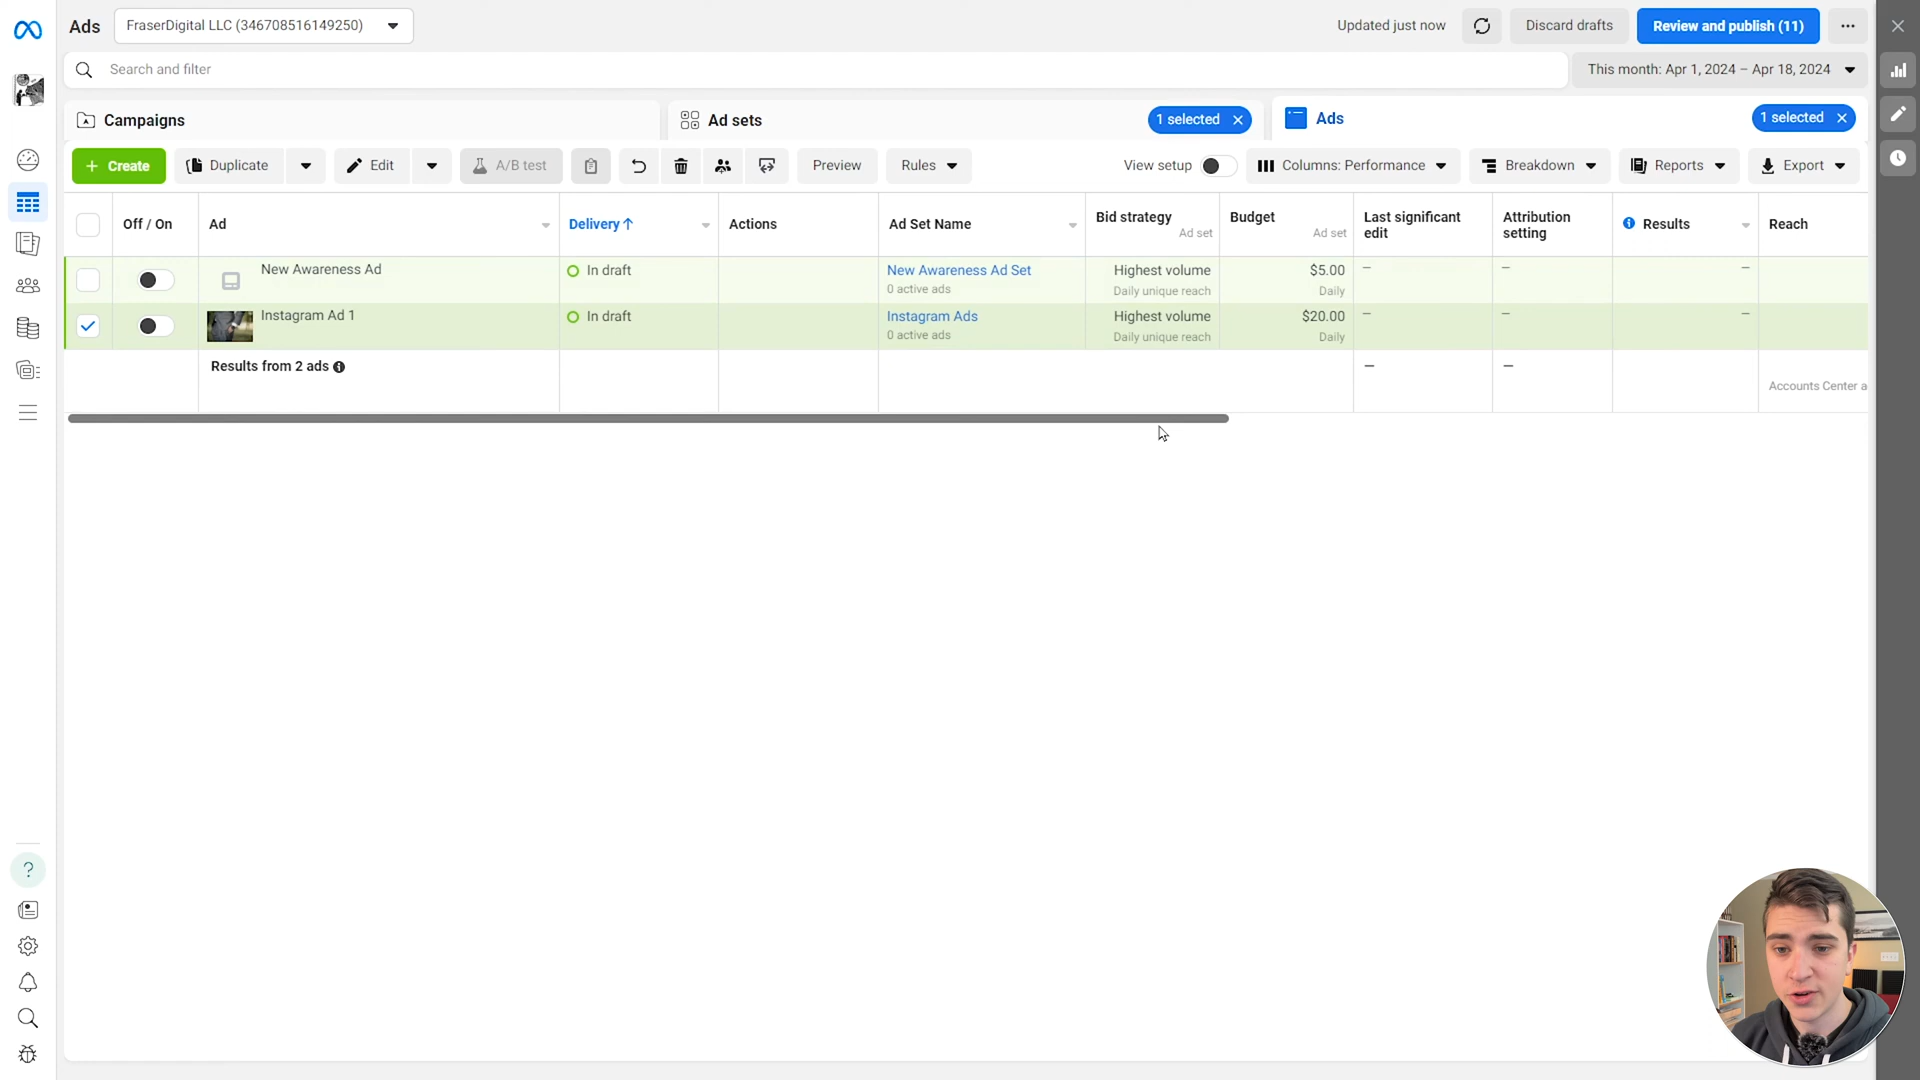 Ads
FraserDigital LLC (346708516149250)
Updated just now
Discard drafts
Review and publish (11)
Search and filter
This month: Apr 1, 2024 – Apr 18, 2024
Campaigns
Ad sets
1 selected
Ads
1 selected
+ Create
Duplicate
Edit
A/B test
Preview
Rules
View setup
Columns: Performance
Breakdown
Reports
Export
Off / On
Ad
Delivery ↑
Actions
Ad Set Name
Bid strategy
Ad set
Budget
Ad set
Last significant
edit
Attribution
setting
Results
Reach
New Awareness Ad
In draft
New Awareness Ad Set
0 active ads
Highest volume
Daily unique reach
$5.00
Daily
—
—
—
Instagram Ad 1
In draft
Instagram Ads
0 active ads
Highest volume
Daily unique reach
$20.00
Daily
—
—
—
Results from 2 ads
—
—
Accounts Center a